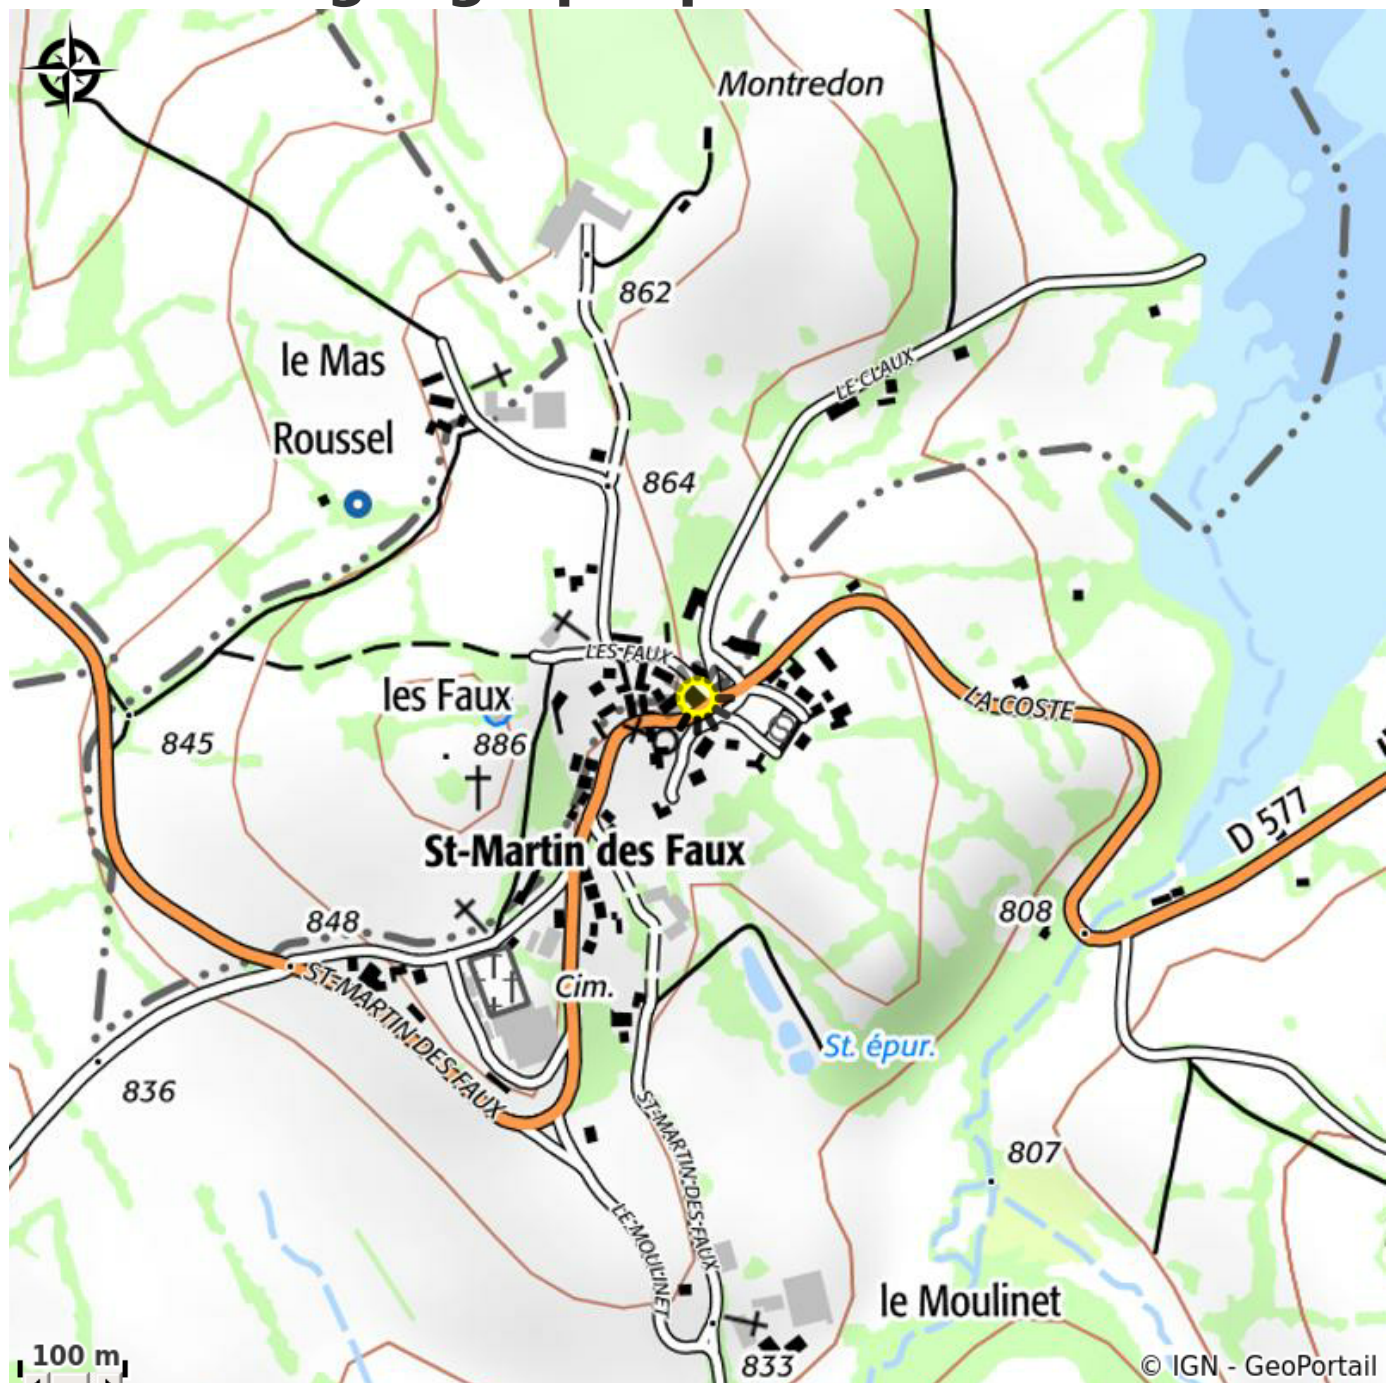 Montredon
862
le Mas
Roussel
LE CLAUX
864
LES FAUX
les Faux
LA COSTE
845
886
D 577
St-Martin des Faux
808
848
Cim.
ST-MARTIN DES FAUX
St. épur.
836
ST-MARTIN DES FAUX
807
LE MOULINET
le Moulinet
100 m
833
© IGN - GeoPortail